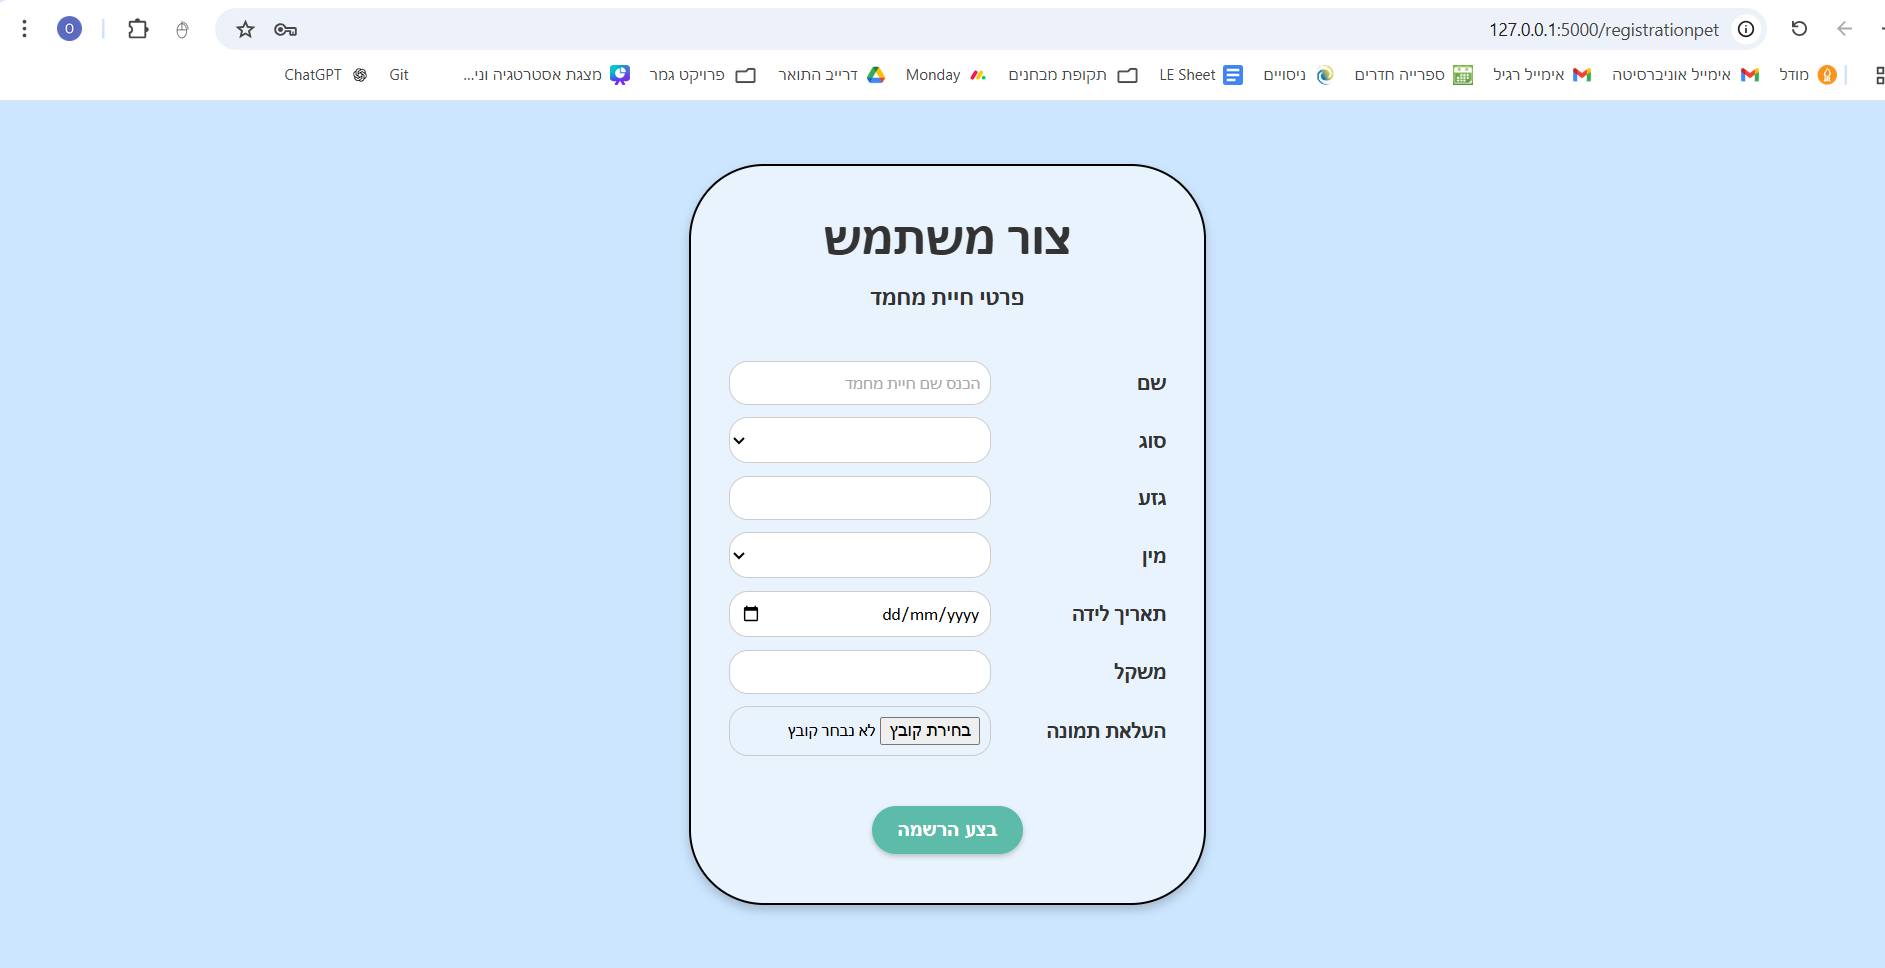 127.0.0.1:5000/registrationpet
O
מודל
אימייל אוניברסיטה
אימייל רגיל
ספרייה חדרים
ניסויים
LE Sheet
תקופת מבחנים
Monday
דרייב התואר
פרויקט גמר
מצגת אסטרטגיה וני...
Git
ChatGPT
צור משתמש
פרטי חיית מחמד
שם
הכנס שם חיית מחמד
סוג
גזע
מין
תאריך לידה
dd/mm/yyyy
משקל
העלאת תמונה
בחירת קובץ לא נבחר קובץ
בצע הרשמה